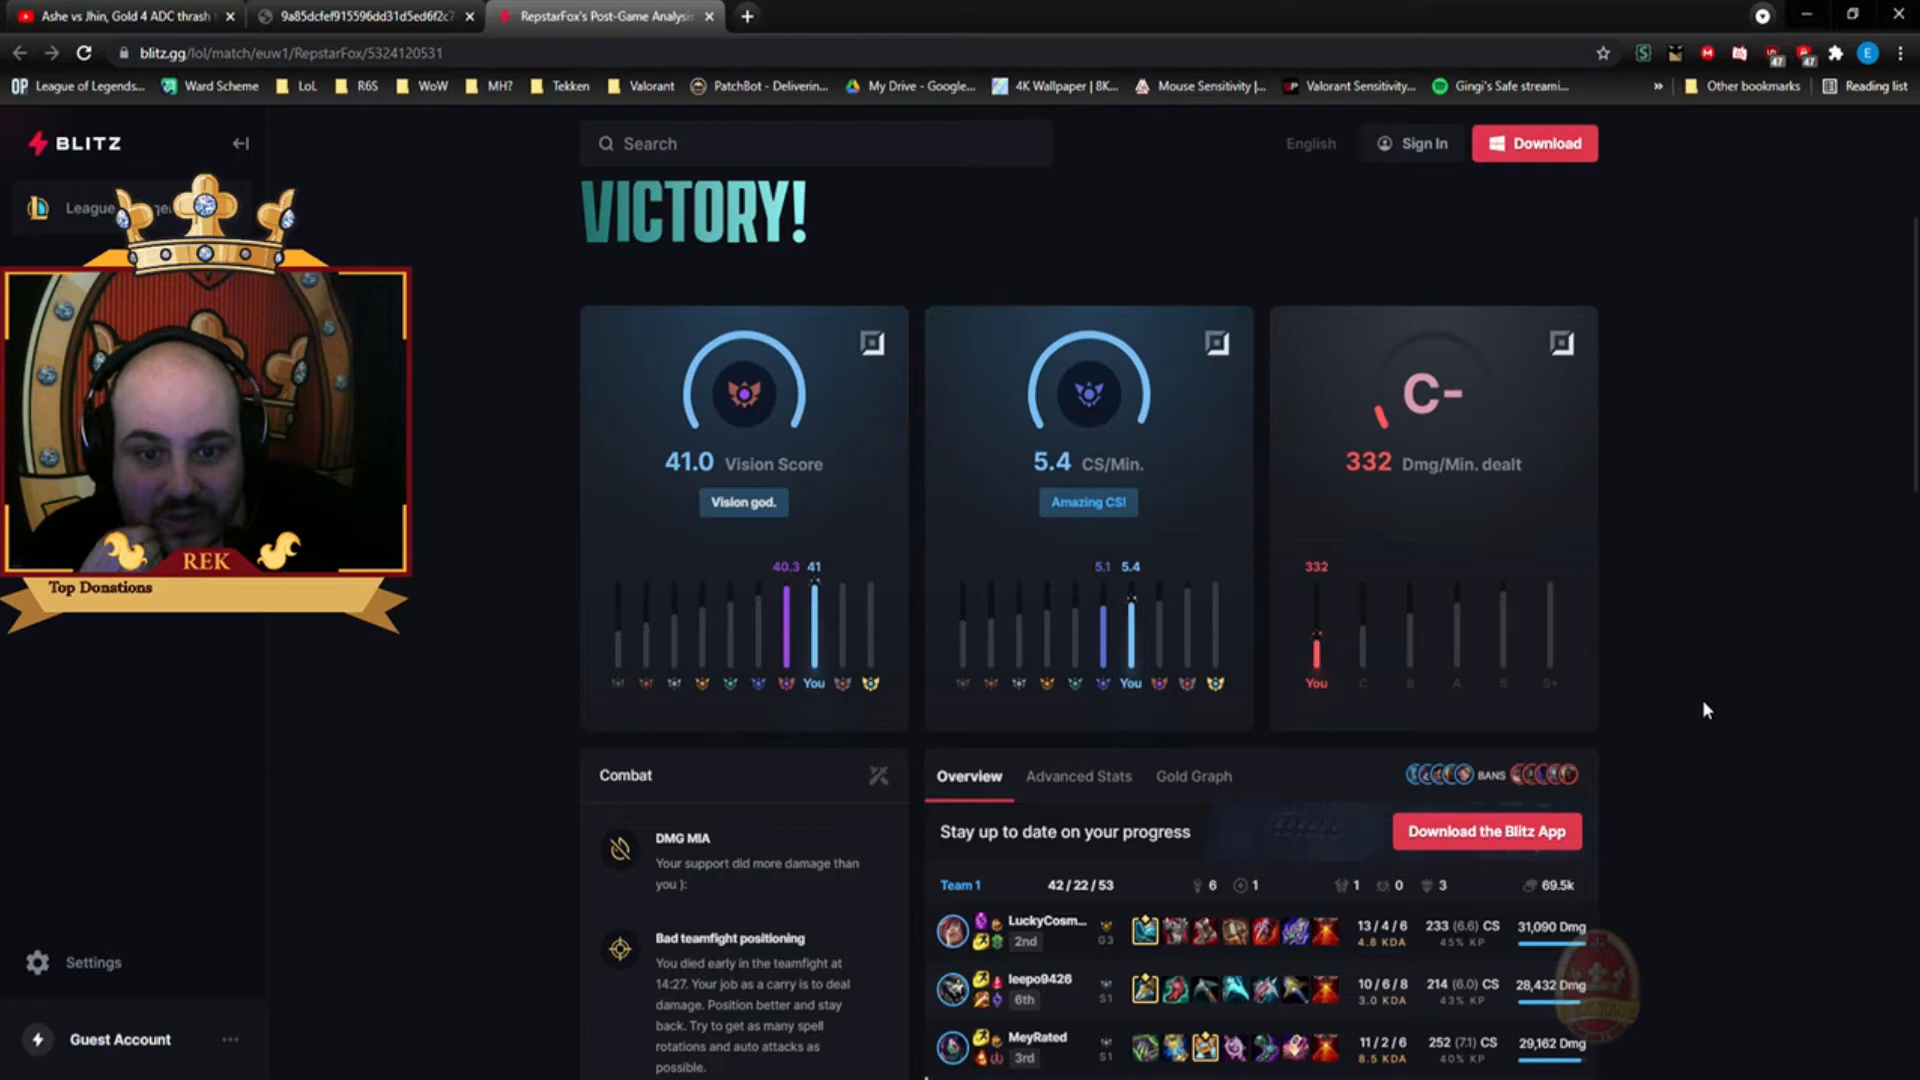 Ashe vs Jhin, Gold 4 ADC thrash
9a85dcfef915596dd31d5ed6f2c7
RepstarFox's Post-Game Analysis
blitz.gg/lol/match/euw1/RepstarFox/5324120531
47
47
E
OP League of Legends...
Ward Scheme
LoL
R6S
WoW
MH?
Tekken
Valorant
PatchBot - Deliverin...
My Drive - Google...
4K Wallpaper | 8K...
Mouse Sensitivity |...
Valorant Sensitivity...
Gingi's Safe streami...
»
Other bookmarks
Reading list
BLITZ
Search
English
Sign In
Download
League
VICTORY!
REK
Top Donations
41.0 Vision Score
Vision god.
40.3 41
You
5.4 CS/Min.
Amazing CS!
5.1 5.4
You
C-
332 Dmg/Min. dealt
332
You C B A S S+
Combat
DMG MIA
Your support did more damage than
you ):
Bad teamfight positioning
You died early in the teamfight at
14:27. Your job as a carry is to deal
damage. Position better and stay
back. Try to get as many spell
rotations and auto attacks as
possible.
Overview Advanced Stats Gold Graph
BANS
Stay up to date on your progress
Download the Blitz App
Team 1 42 / 22 / 53 6 1 1 0 3 69.5k
LuckyCosm...
2nd
G3
13 / 4 / 6
4.8 KDA
233 (6.6) CS
45% KP
31,090 Dmg
leepo9426
6th
S1
10 / 6 / 8
3.0 KDA
214 (6.0) CS
43% KP
28,432 Dmg
MeyRated
3rd
S1
11 / 2 / 6
8.5 KDA
252 (7.1) CS
40% KP
29,162 Dmg
Settings
Guest Account